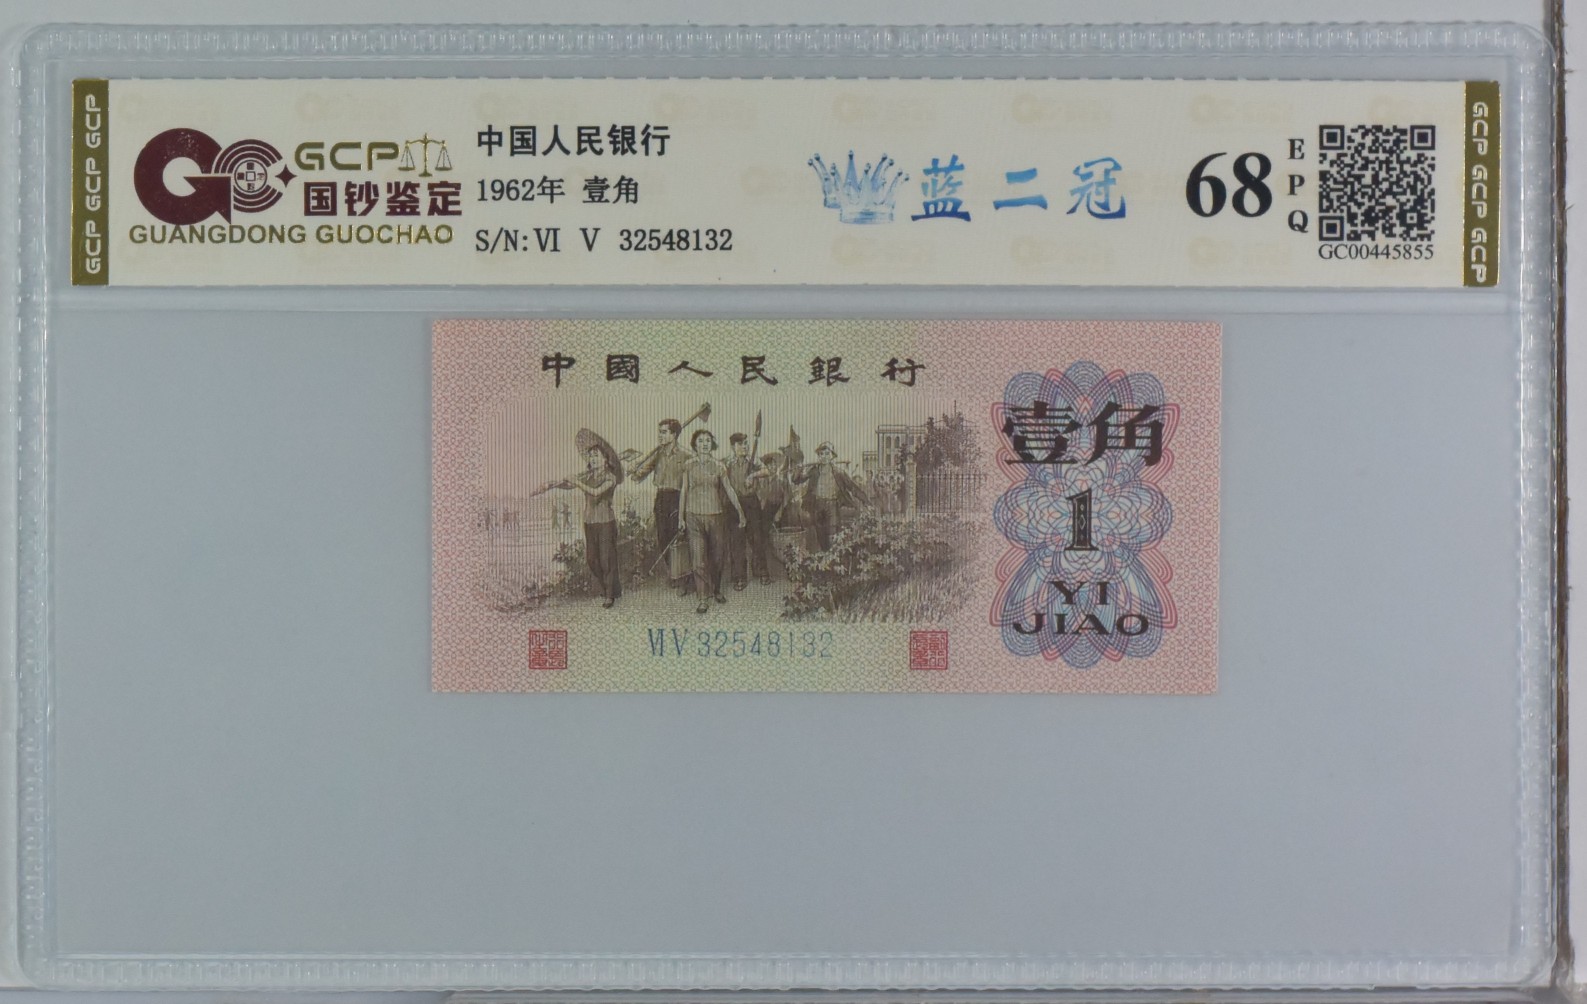 GCP GCP GCP
GCP
国钞鉴定
GUANGDONG GUOCHAO
中国人民银行
1962年 壹角
S/N:Ⅵ Ⅴ 32548132
蓝二冠
68
EPQ
GC00445855
GCP GCP GCP
中國人民銀行
壹角
1
YI
JIAO
ⅥⅤ32548132